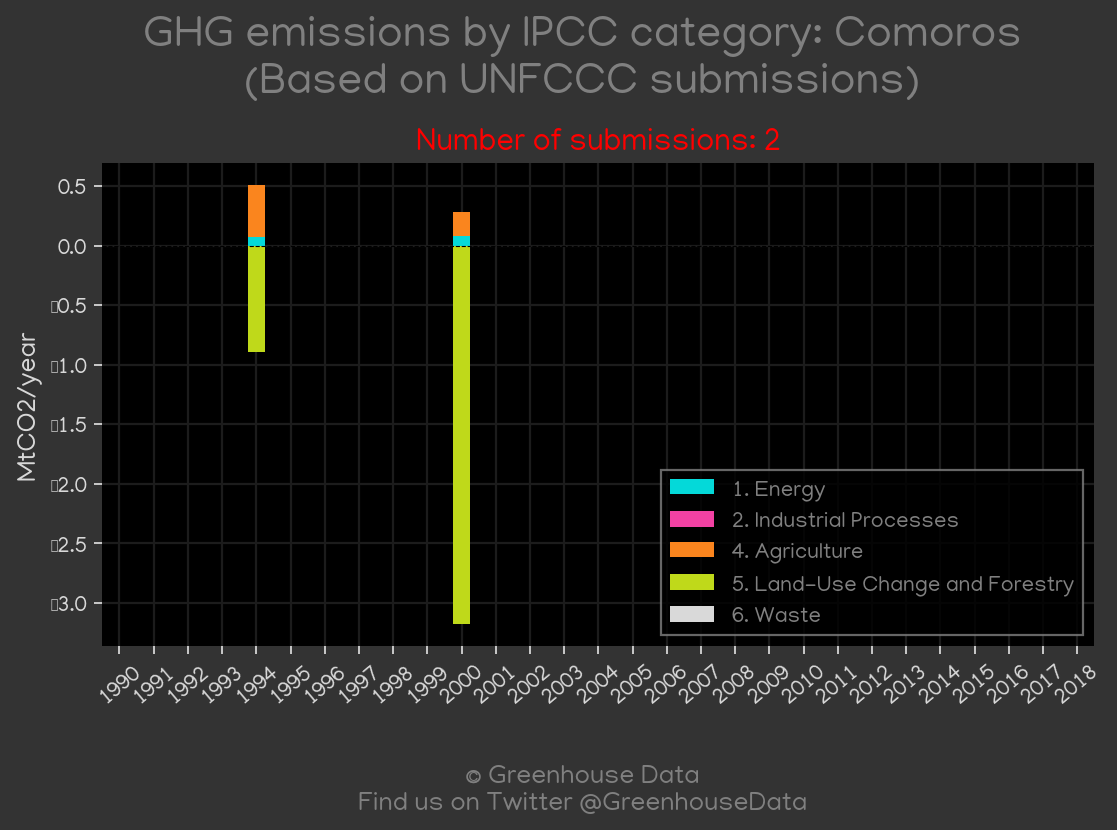 GHG emissions by IPCC category: Comoros
(Based on UNFCCC submissions)
Number of submissions: 2
0.5
0.0
▯0.5
▯1.0
▯1.5
▯2.0
▯2.5
▯3.0
MtCO2/year
1. Energy
2. Industrial Processes
4. Agriculture
5. Land-Use Change and Forestry
6. Waste
1990 1991 1992 1993 1994 1995 1996 1997 1998 1999 2000 2001 2002 2003 2004 2005 2006 2007 2008 2009 2010 2011 2012 2013 2014 2015 2016 2017 2018
© Greenhouse Data
Find us on Twitter @GreenhouseData